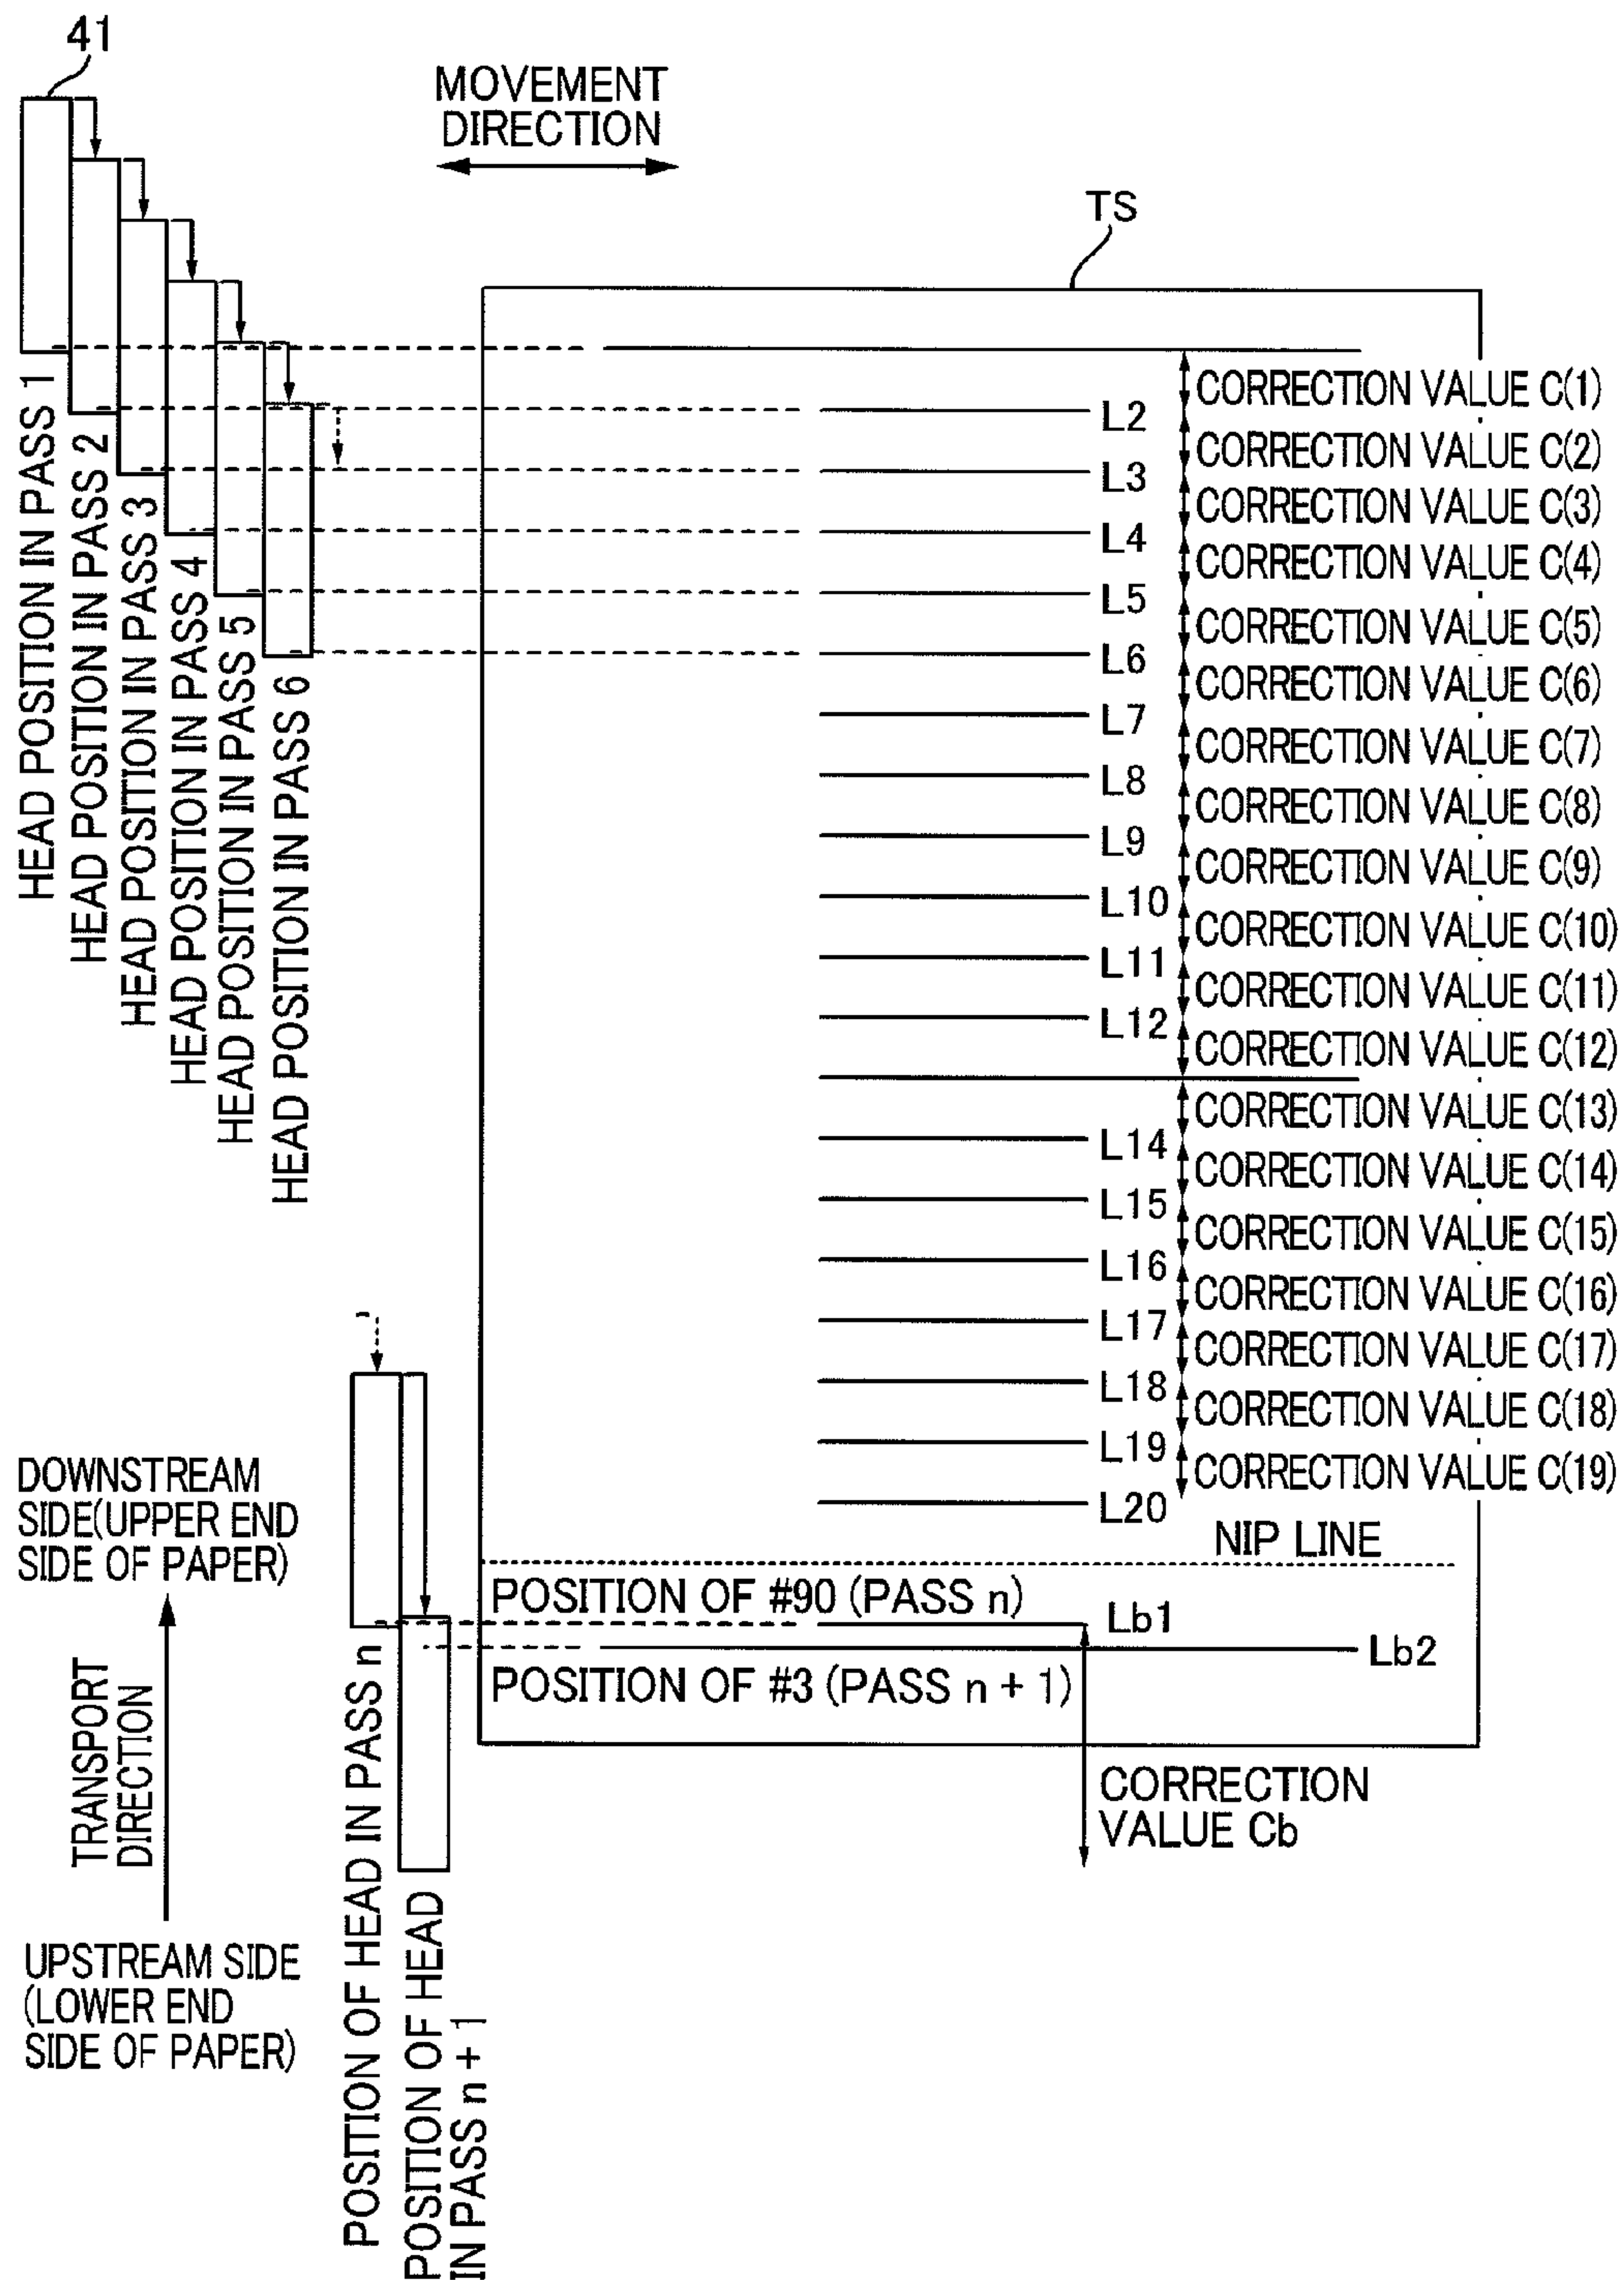 41
MOVEMENT
DIRECTION
TS
HEAD POSITION IN PASS 1
HEAD POSITION IN PASS 2
HEAD POSITION IN PASS 3
HEAD POSITION IN PASS 4
HEAD POSITION IN PASS 5
HEAD POSITION IN PASS 6
CORRECTION VALUE C(1)
L2
CORRECTION VALUE C(2)
L3
CORRECTION VALUE C(3)
L4
CORRECTION VALUE C(4)
L5
CORRECTION VALUE C(5)
L6
CORRECTION VALUE C(6)
L7
CORRECTION VALUE C(7)
L8
CORRECTION VALUE C(8)
L9
CORRECTION VALUE C(9)
L10
CORRECTION VALUE C(10)
L11
CORRECTION VALUE C(11)
L12
CORRECTION VALUE C(12)
CORRECTION VALUE C(13)
L14
CORRECTION VALUE C(14)
L15
CORRECTION VALUE C(15)
L16
CORRECTION VALUE C(16)
L17
CORRECTION VALUE C(17)
L18
CORRECTION VALUE C(18)
L19
CORRECTION VALUE C(19)
L20
NIP LINE
POSITION OF #90 (PASS n)
Lb1
Lb2
POSITION OF #3 (PASS n + 1)
CORRECTION
VALUE Cb
DOWNSTREAM
SIDE(UPPER END
SIDE OF PAPER)
TRANSPORT
DIRECTION
UPSTREAM SIDE
(LOWER END
SIDE OF PAPER)
POSITION OF HEAD IN PASS n
POSITION OF HEAD
IN PASS n + 1